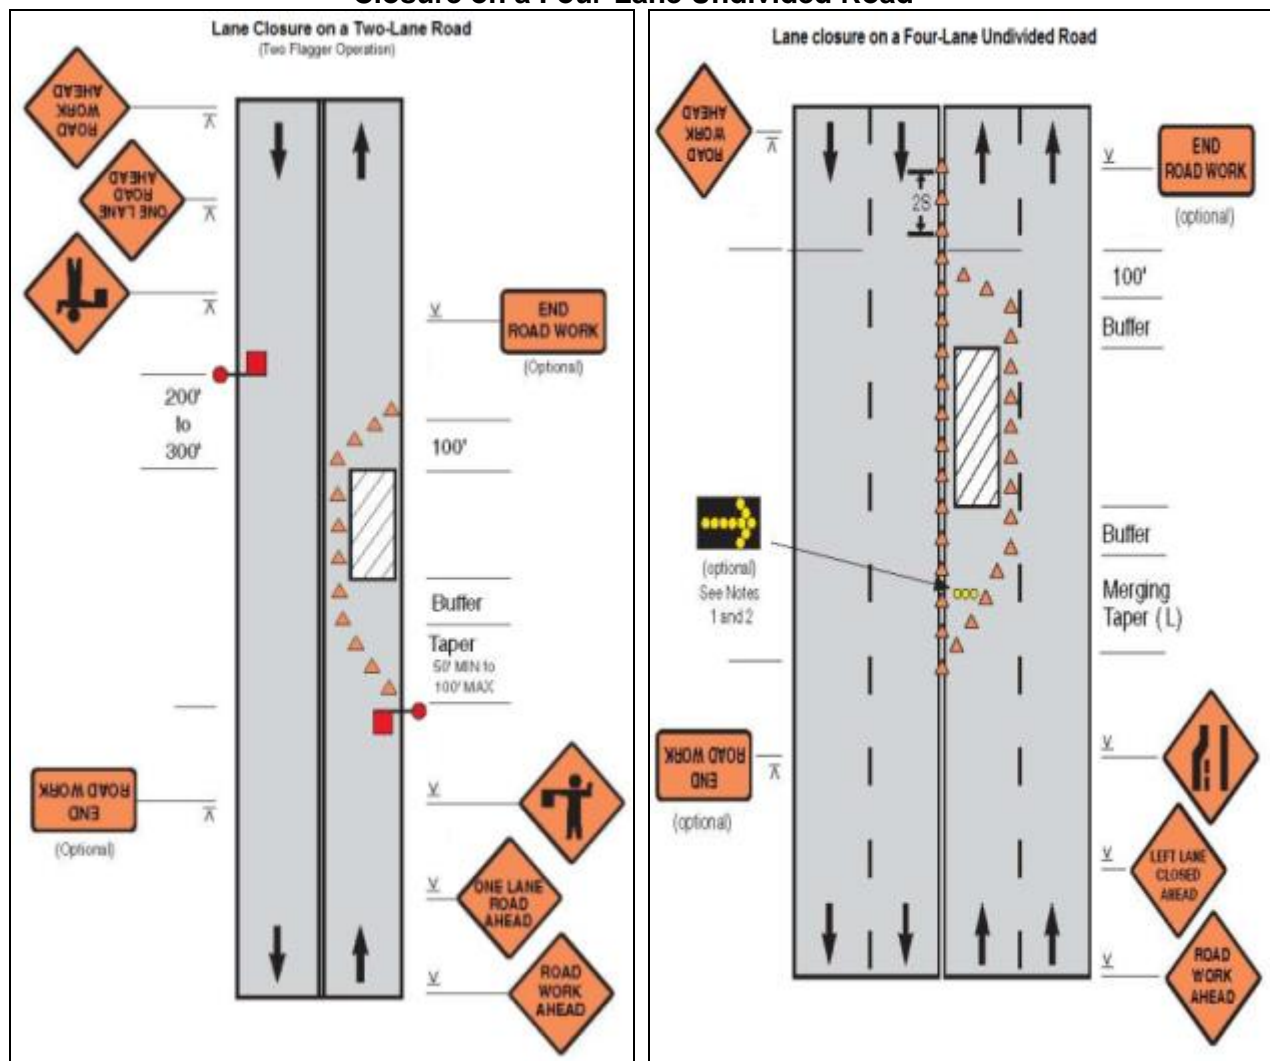 Closure on a Four-Lane Undivided Road
Lane Closure on a Two-Lane Road
(Two Flagger Operation)
ROAD
WORK
AHEAD
ONE LANE
ROAD
AHEAD
END
ROAD WORK
(Optional)
200'
to
300'
100'
Buffer
Taper
50' MIN to
100' MAX
END
ROAD WORK
(Optional)
ONE LANE
ROAD
AHEAD
ROAD
WORK
AHEAD
Lane closure on a Four-Lane Undivided Road
ROAD
WORK
AHEAD
END
ROAD WORK
(optional)
2S
100'
Buffer
Buffer
(optional)
See Notes
1 and 2
Merging
Taper (L)
END
ROAD WORK
(optional)
LEFT LANE
CLOSED
AHEAD
ROAD
WORK
AHEAD